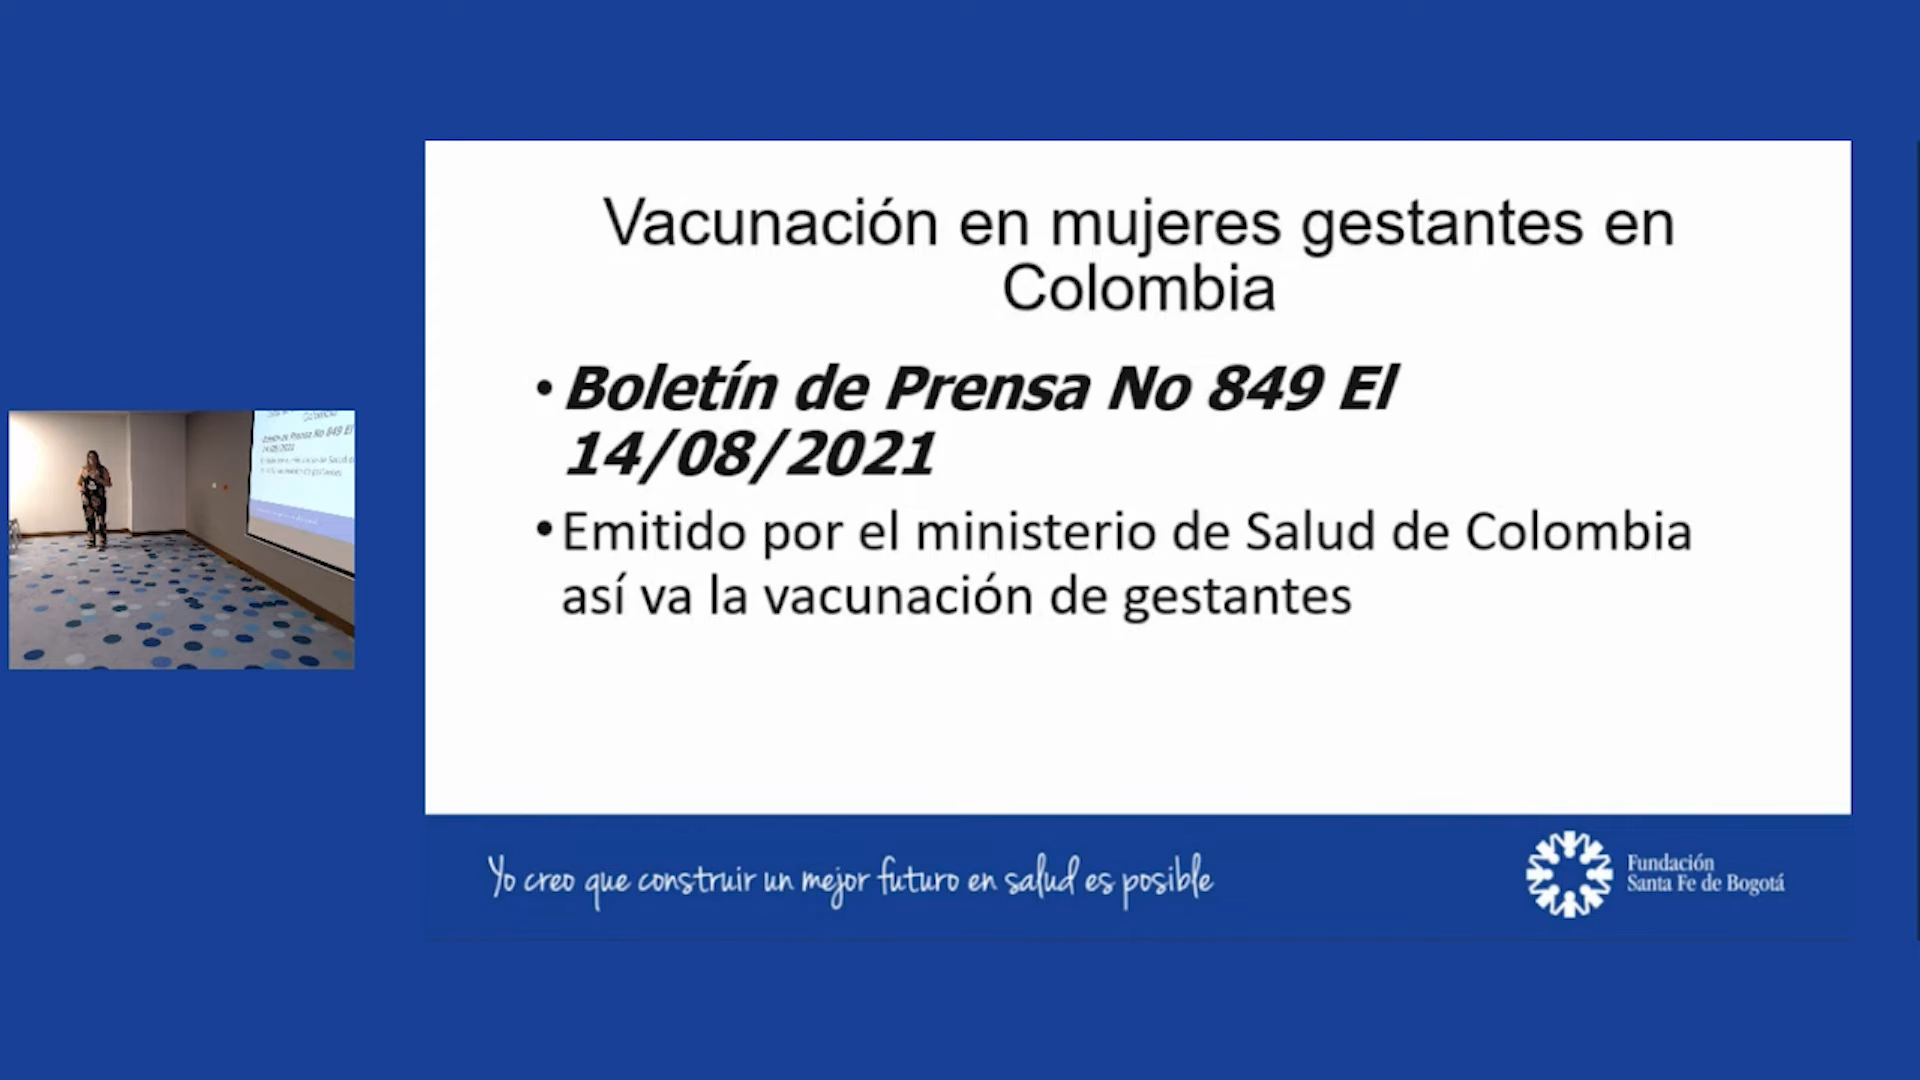 Vacunación en mujeres gestantes en
Colombia
• Boletín de Prensa No 849 El
14/08/2021
• Emitido por el ministerio de Salud de Colombia
así va la vacunación de gestantes
Yo creo que construir un mejor futuro en salud es posible
Fundación
Santa Fe de Bogotá